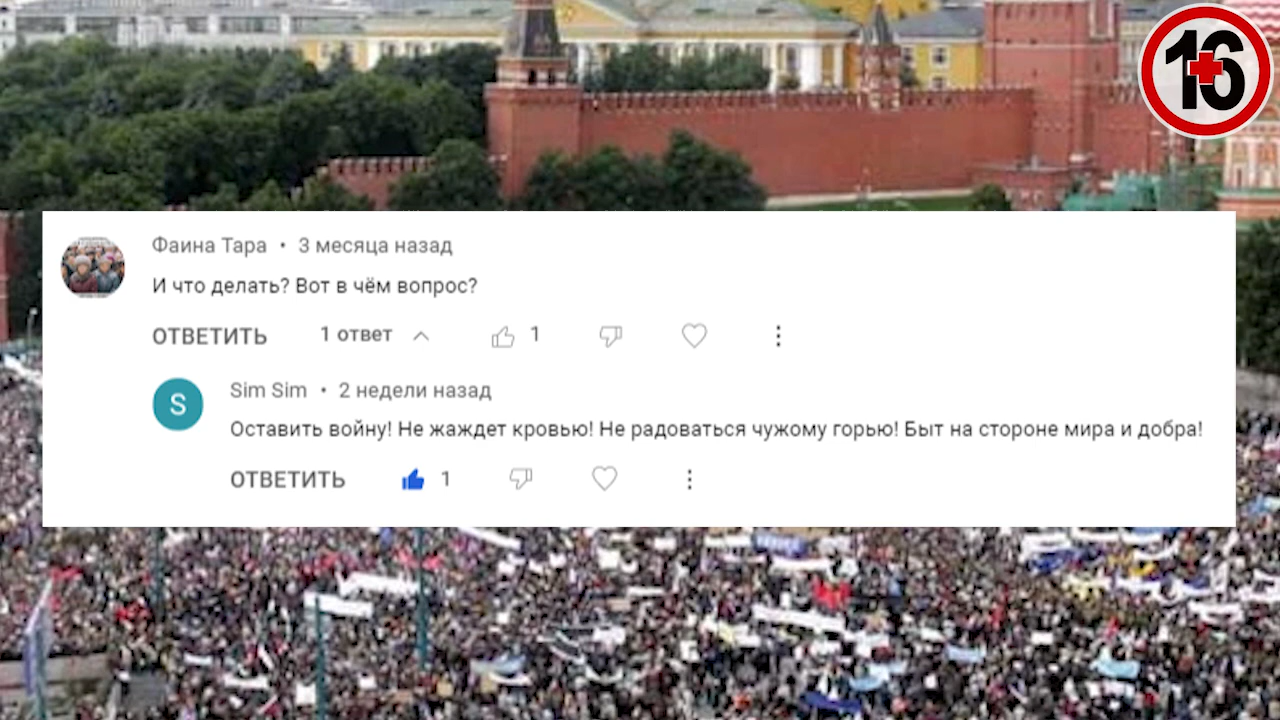 16+
Фаина Тара • 3 месяца назад
И что делать? Вот в чём вопрос?
ОТВЕТИТЬ 1 ответ 1
S
Sim Sim • 2 недели назад
Оставить войну! Не жаждет кровью! Не радоваться чужому горью! Быт на стороне мира и добра!
ОТВЕТИТЬ 1